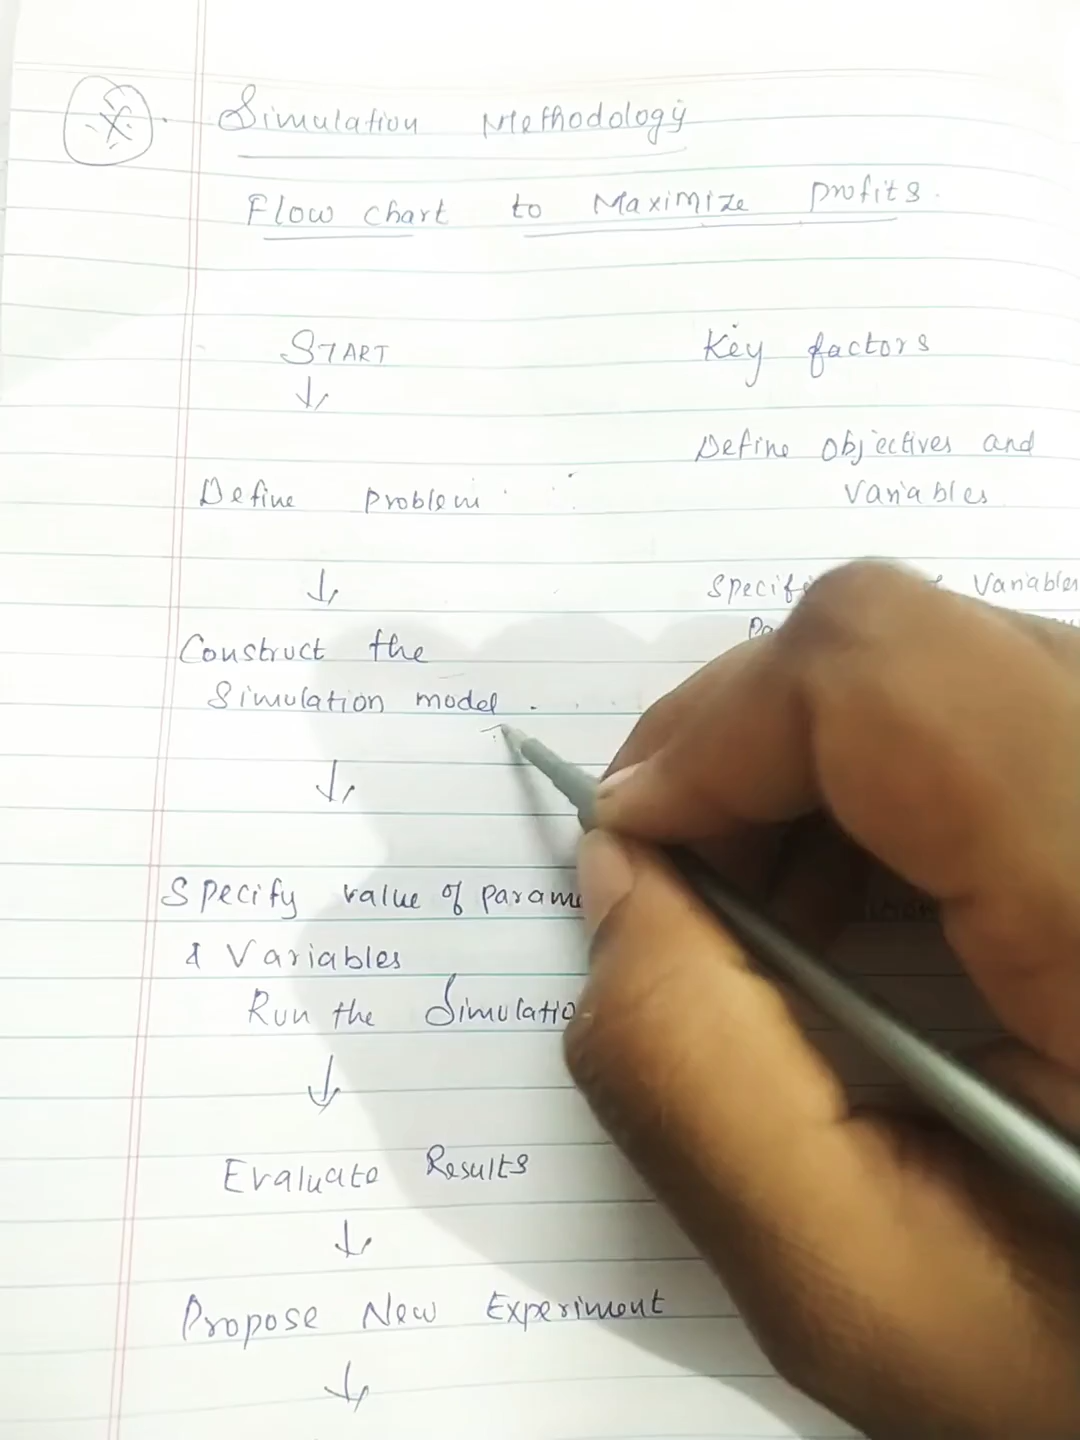 Simulation Methodology
Flow chart to Maximize profits.
START
Key factors
Define objectives and
Variables
Define Problem
Variables
Construct the
Simulation model.
Specify value of
& Variables
Run the
Evaluate Results
Propose New Experiment